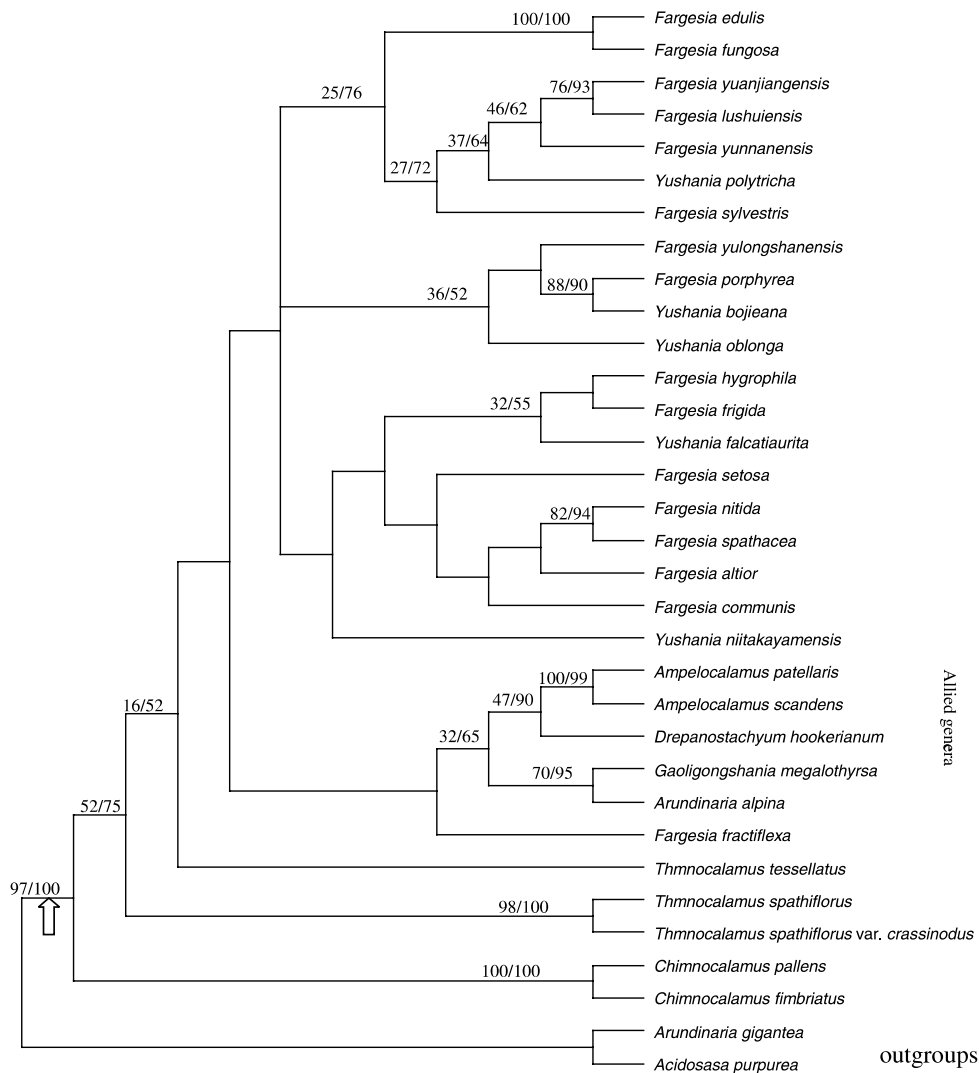 100/100
Fargesia edulis
Fargesia fungosa
25/76
76/93
Fargesia yuanjiangensis
46/62
Fargesia lushuiensis
37/64
Fargesia yunnanensis
27/72
Yushania polytricha
Fargesia sylvestris
Fargesia yulongshanensis
Fargesia porphyrea
88/90
36/52
Yushania bojieana
Yushania oblonga
Fargesia hygrophila
32/55
Fargesia frigida
Yushania falcatiaurita
Fargesia setosa
Fargesia nitida
82/94
Fargesia spathacea
Fargesia altior
Fargesia communis
Yushania niitakayamensis
Ampelocalamus patellaris
100/99
47/90
Ampelocalamus scandens
16/52
32/65
Drepanostachyum hookerianum
Allied genera
70/95
Gaoligongshania megalothyrsa
Arundinaria alpina
52/75
Fargesia fractiflexa
Thmnocalamus tessellatus
97/100
98/100
Thmnocalamus spathiflorus
Thmnocalamus spathiflorus var. crassinodus
100/100
Chimnocalamus pallens
Chimnocalamus fimbriatus
Arundinaria gigantea
outgroups
Acidosasa purpurea